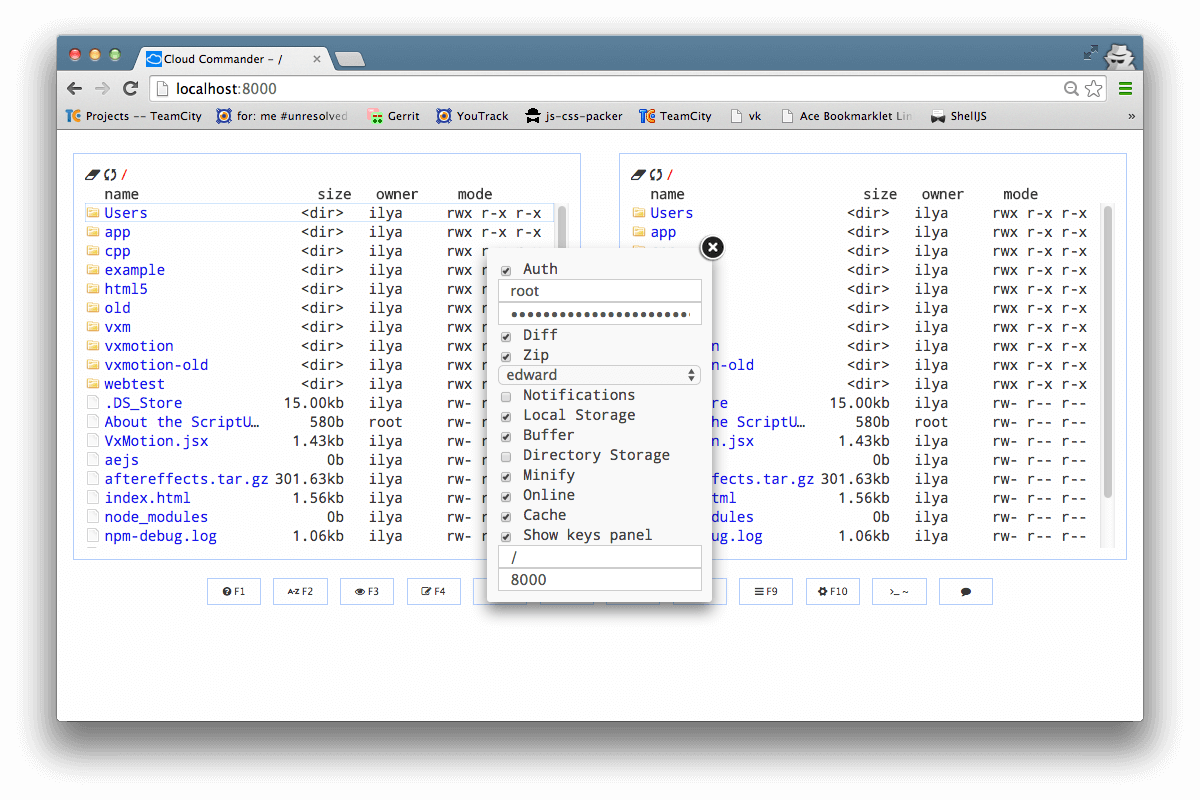 Cloud Commander – /
localhost:8000
Projects -- TeamCity for: me #unresolved Gerrit YouTrack js-css-packer TeamCity vk Ace Bookmarklet Lin ShellJS »
/
name size owner mode
Users <dir> ilya rwx r-x r-x
app <dir> ilya rwx r-x r-x
cpp <dir> ilya rwx r
example <dir> ilya rwx r
html5 <dir> ilya rwx r
old <dir> ilya rwx r
vxm <dir> ilya rwx r
vxmotion <dir> ilya rwx r
vxmotion-old <dir> ilya rwx r
webtest <dir> ilya rwx r
.DS_Store 15.00kb ilya rw- r
About the ScriptU… 580b root rw- r
VxMotion.jsx 1.43kb ilya rw- r
aejs 0b ilya rw- r
aftereffects.tar.gz 301.63kb ilya rw- r
index.html 1.56kb ilya rw- r
node_modules 0b ilya rw- r
npm-debug.log 1.06kb ilya rw- r
Auth
root
••••••••••••••••••••••••
Diff
Zip
edward
Notifications
Local Storage
Buffer
Directory Storage
Minify
Online
Cache
Show keys panel
/
8000
/
name size owner mode
Users <dir> ilya rwx r-x r-x
app <dir> ilya rwx r-x r-x
<dir> ilya rwx r-x r-x
<dir> ilya rwx r-x r-x
<dir> ilya rwx r-x r-x
<dir> ilya rwx r-x r-x
<dir> ilya rwx r-x r-x
n <dir> ilya rwx r-x r-x
n-old <dir> ilya rwx r-x r-x
<dir> ilya rwx r-x r-x
re 15.00kb ilya rw- r-- r--
he ScriptU… 580b root rw- r-- r--
n.jsx 1.43kb ilya rw- r-- r--
0b ilya rw- r-- r--
fects.tar.gz 301.63kb ilya rw- r-- r--
tml 1.56kb ilya rw- r-- r--
dules 0b ilya rw- r-- r--
ug.log 1.06kb ilya rw- r-- r--
F1 A-Z F2 F3 F4 F9 F10 >_ ~